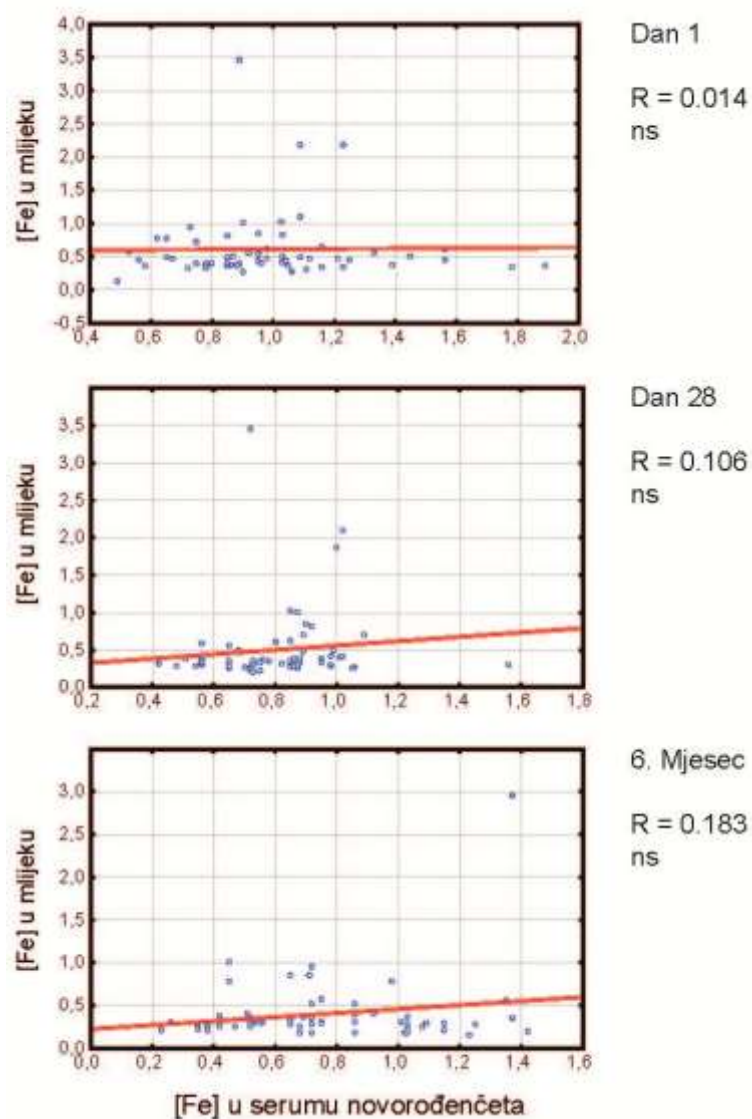 [Fe] u mlijeku
4,0
3,5
3,0
2,5
2,0
1,5
1,0
0,5
0,0
-0,5
0,4 0,6 0,8 1,0 1,2 1,4 1,6 1,8 2,0
Dan 1
R = 0.014
ns
[Fe] u mlijeku
3,5
3,0
2,5
2,0
1,5
1,0
0,5
0,0
0,2 0,4 0,6 0,8 1,0 1,2 1,4 1,6 1,8
Dan 28
R = 0.106
ns
[Fe] u mlijeku
3,0
2,5
2,0
1,5
1,0
0,5
0,0
0,0 0,2 0,4 0,6 0,8 1,0 1,2 1,4 1,6
6. Mjesec
R = 0.183
ns
[Fe] u serumu novorođenčeta